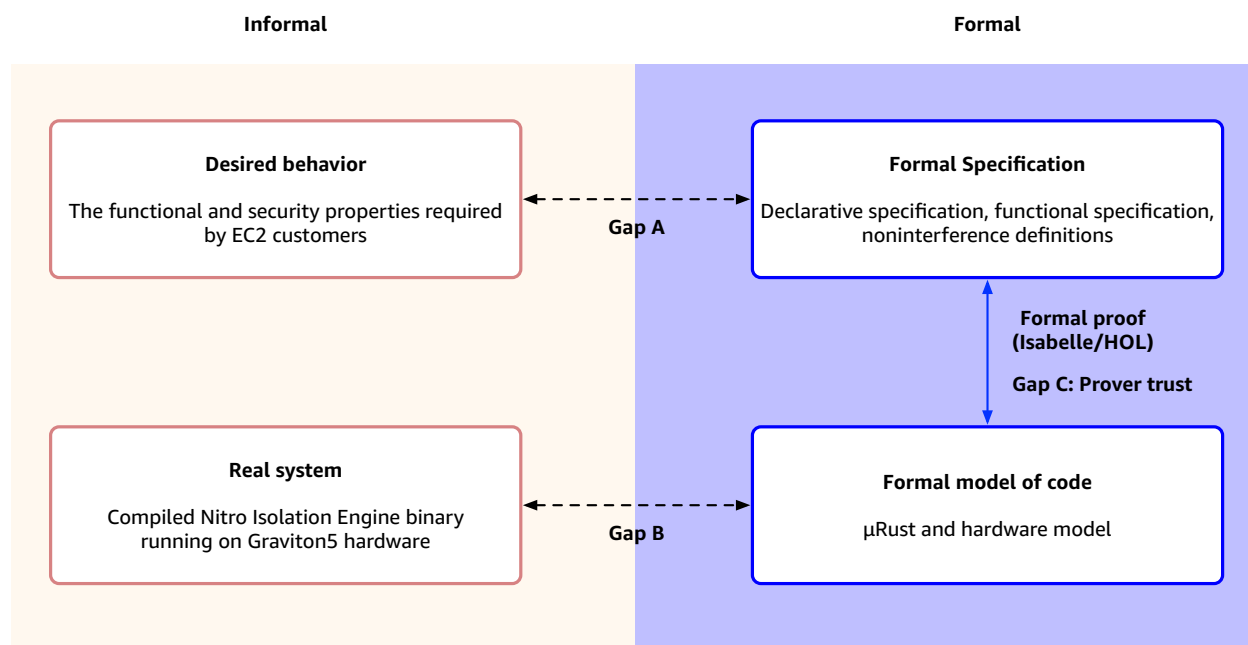 Informal
Formal
Desired behavior
The functional and security properties required
by EC2 customers
Gap A
Formal Specification
Declarative specification, functional specification,
noninterference definitions
Formal proof
(Isabelle/HOL)
Gap C: Prover trust
Real system
Compiled Nitro Isolation Engine binary
running on Graviton5 hardware
Gap B
Formal model of code
μRust and hardware model